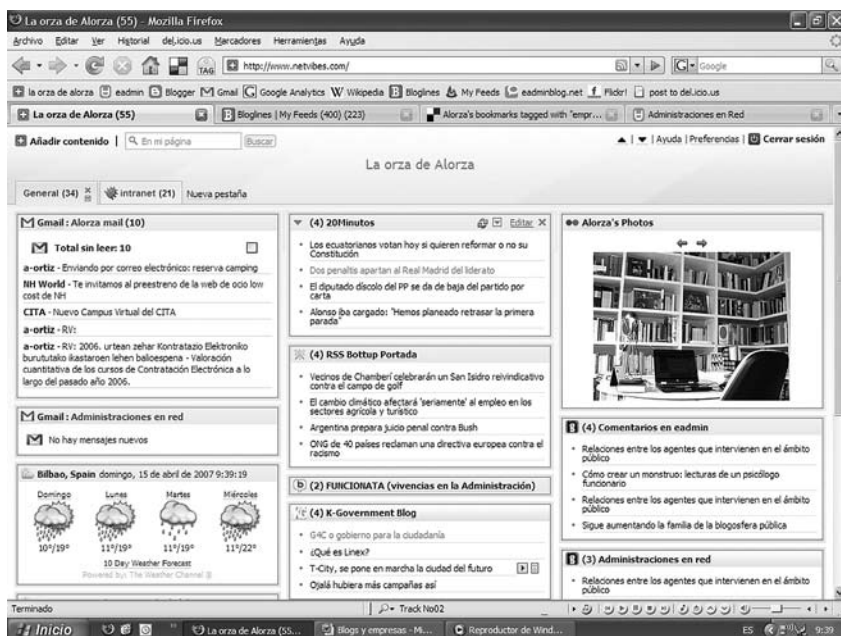 La orza de Alorza (55) - Mozilla Firefox
Archivo Editar Ver Historial del.icio.us Marcadores Herramientas Ayuda
TAG http://www.netvibes.com/ G Google
la orza de alorza eadmin Blogger Gmail Google Analytics Wikipedia Bloglines My Feeds eadminblog.net Flickr! post to del.icio.us
La orza de Alorza (55) Bloglines | My Feeds (400) (223) Alorza's bookmarks tagged with "empr... Administraciones en Red
Añadir contenido | En mi página Buscar | Ayuda | Preferencias | Cerrar sesión
La orza de Alorza
General (34) intranet (21) Nueva pestaña
Gmail : Alorza mail (10)
Total sin leer: 10
a-ortiz - Enviando por correo electrónico: reserva camping
NH World - Te invitamos al preestreno de la web de ocio low
cost de NH
CITA - Nuevo Campus Virtual del CITA
a-ortiz - RV:
a-ortiz - RV: 2006. urtean zehar Kontratazio Elektroniko
burututako ikastaroen lehen balioespena - Valoración
cuantitativa de los cursos de Contratación Electrónica a lo
largo del pasado año 2006.
Gmail : Administraciones en red
No hay mensajes nuevos
Bilbao, Spain domingo, 15 de abril de 2007 9:39:19
Domingo Lunes Martes Miércoles
10°/19° 11°/19° 11°/19° 11°/22°
10 Day Weather Forecast
Powered by: The Weather Channel ®
(4) 20Minutos Editar X
Los ecuatorianos votan hoy si quieren reformar o no su
Constitución
Dos penaltis apartan al Real Madrid del liderato
El diputado díscolo del PP se da de baja del partido por
carta
Alonso iba cargado: "Hemos planeado retrasar la primera
parada"
(4) RSS Bottup Portada
Vecinos de Chamberí celebrarán un San Isidro reivindicativo
contra el campo de golf
El cambio climático afectará 'seriamente' al empleo en los
sectores agrícola y turístico
Argentina prepara juicio penal contra Bush
ONG de 40 países reclaman una directiva europea contra el
racismo
(2) FUNCIONATA (vivencias en la Administración)
(4) K-Government Blog
G4C o gobierno para la ciudadanía
¿Qué es Linex?
T-City, se pone en marcha la ciudad del futuro
Ojalá hubiera más campañas así
Alorza's Photos
(4) Comentarios en eadmin
Relaciones entre los agentes que intervienen en el ámbito
público
Cómo crear un monstruo: lecturas de un psicólogo
funcionario
Relaciones entre los agentes que intervienen en el ámbito
público
Sigue aumentando la familia de la blogosfera pública
(3) Administraciones en red
Relaciones entre los agentes que intervienen en el ámbito
público
Terminado Track No02
Inicio La orza de Alorza (55... Blogs y empresas - M... Reproductor de Wind... ES 9:39